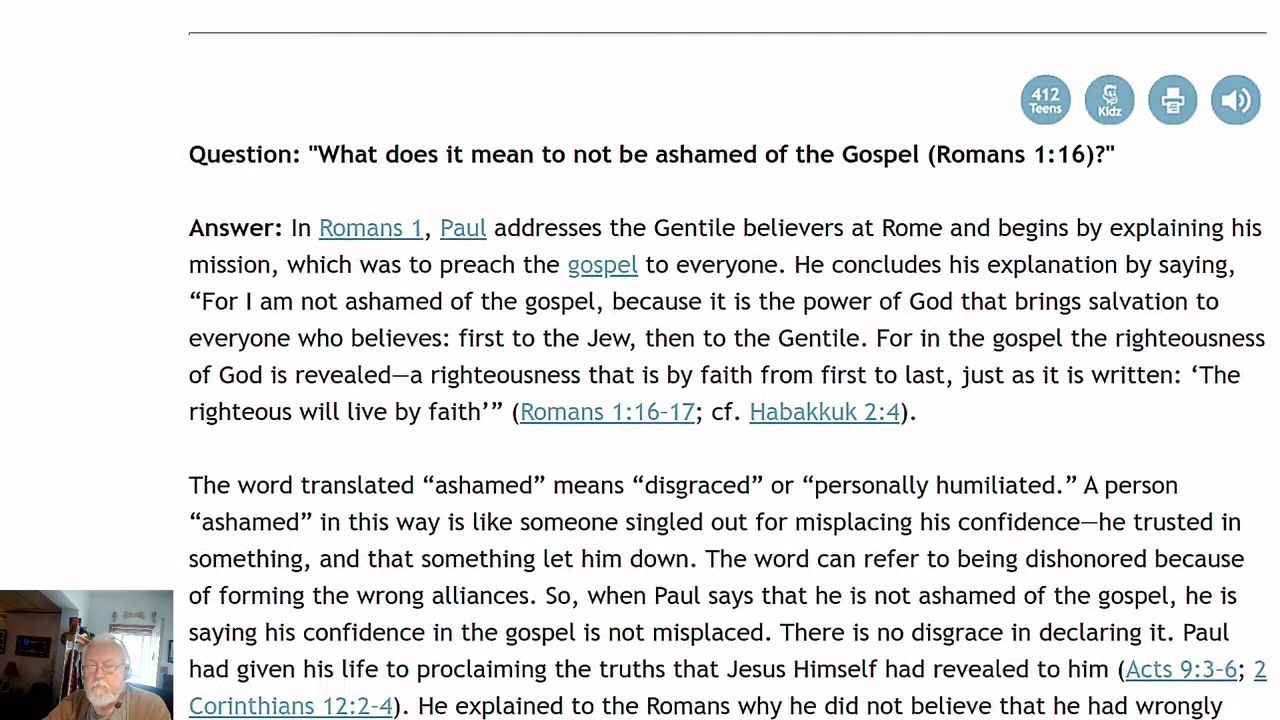 412
Teens
Kidz
Question: "What does it mean to not be ashamed of the Gospel (Romans 1:16)?"
Answer: In Romans 1, Paul addresses the Gentile believers at Rome and begins by explaining his
mission, which was to preach the gospel to everyone. He concludes his explanation by saying,
“For I am not ashamed of the gospel, because it is the power of God that brings salvation to
everyone who believes: first to the Jew, then to the Gentile. For in the gospel the righteousness
of God is revealed—a righteousness that is by faith from first to last, just as it is written: ‘The
righteous will live by faith’” (Romans 1:16-17; cf. Habakkuk 2:4).
The word translated “ashamed” means “disgraced” or “personally humiliated.” A person
“ashamed” in this way is like someone singled out for misplacing his confidence—he trusted in
something, and that something let him down. The word can refer to being dishonored because
of forming the wrong alliances. So, when Paul says that he is not ashamed of the gospel, he is
saying his confidence in the gospel is not misplaced. There is no disgrace in declaring it. Paul
had given his life to proclaiming the truths that Jesus Himself had revealed to him (Acts 9:3-6; 2
Corinthians 12:2-4). He explained to the Romans why he did not believe that he had wrongly